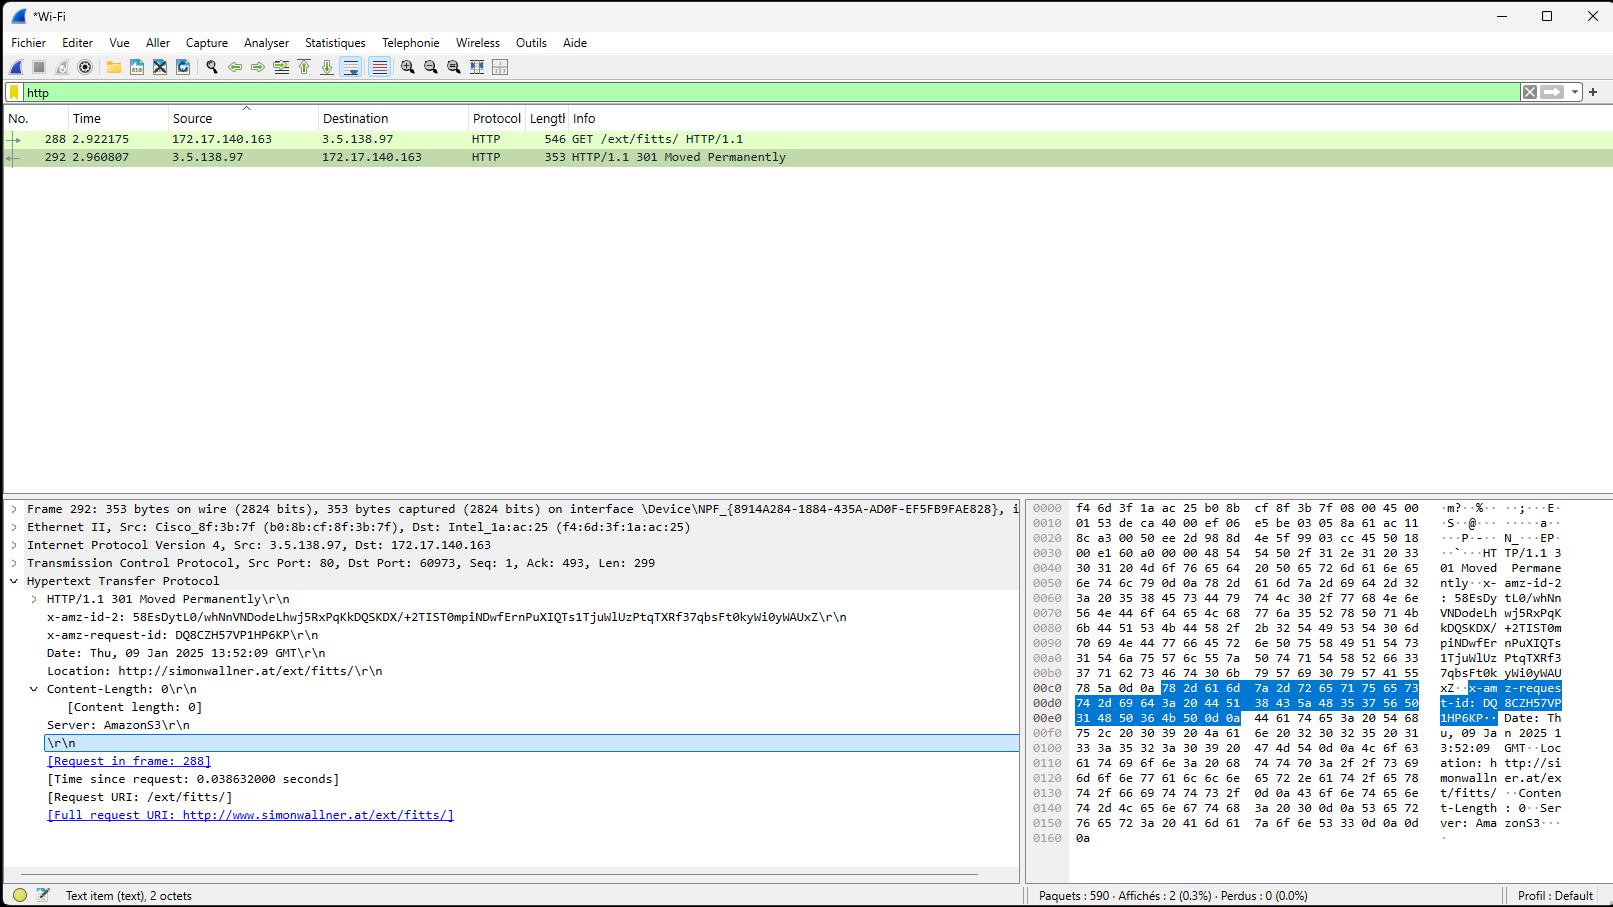 *Wi-Fi
Fichier Editer Vue Aller Capture Analyser Statistiques Telephonie Wireless Outils Aide
http
No. Time Source Destination Protocol Lengtl Info
288 2.922175 172.17.140.163 3.5.138.97 HTTP 546 GET /ext/fitts/ HTTP/1.1
292 2.960807 3.5.138.97 172.17.140.163 HTTP 353 HTTP/1.1 301 Moved Permanently
Frame 292: 353 bytes on wire (2824 bits), 353 bytes captured (2824 bits) on interface \Device\NPF_{8914A284-1884-435A-AD0F-EF5FB9FAE828}, i
Ethernet II, Src: Cisco_8f:3b:7f (b0:8b:cf:8f:3b:7f), Dst: Intel_1a:ac:25 (f4:6d:3f:1a:ac:25)
Internet Protocol Version 4, Src: 3.5.138.97, Dst: 172.17.140.163
Transmission Control Protocol, Src Port: 80, Dst Port: 60973, Seq: 1, Ack: 493, Len: 299
Hypertext Transfer Protocol
HTTP/1.1 301 Moved Permanently\r\n
x-amz-id-2: 58EsDytL0/whNnVNDodeLhwj5RxPqKkDQSKDX/+2TIST0mpiNDwfErnPuXIQTs1TjuWlUzPtqTXRf37qbsFt0kyWi0yWAUxZ\r\n
x-amz-request-id: DQ8CZH57VP1HP6KP\r\n
Date: Thu, 09 Jan 2025 13:52:09 GMT\r\n
Location: http://simonwallner.at/ext/fitts/\r\n
Content-Length: 0\r\n
[Content length: 0]
Server: AmazonS3\r\n
\r\n
[Request in frame: 288]
[Time since request: 0.038632000 seconds]
[Request URI: /ext/fitts/]
[Full request URI: http://www.simonwallner.at/ext/fitts/]
0000 f4 6d 3f 1a ac 25 b0 8b cf 8f 3b 7f 08 00 45 00 ·m?··%·· ··;···E·
0010 01 53 de ca 40 00 ef 06 e5 be 03 05 8a 61 ac 11 ·S··@··· ·····a··
0020 8c a3 00 50 ee 2d 98 8d 4e 5f 99 03 cc 45 50 18 ···P·-·· N_···EP·
0030 00 e1 60 a0 00 00 48 54 54 50 2f 31 2e 31 20 33 ··`···HT TP/1.1 3
0040 30 31 20 4d 6f 76 65 64 20 50 65 72 6d 61 6e 65 01 Moved Permane
0050 6e 74 6c 79 0d 0a 78 2d 61 6d 7a 2d 69 64 2d 32 ntly··x- amz-id-2
0060 3a 20 35 38 45 73 44 79 74 4c 30 2f 77 68 4e 6e : 58EsDy tL0/whNn
0070 56 4e 44 6f 64 65 4c 68 77 6a 35 52 78 50 71 4b VNDodeLh wj5RxPqK
0080 6b 44 51 53 4b 44 58 2f 2b 32 54 49 53 54 30 6d kDQSKDX/ +2TIST0m
0090 70 69 4e 44 77 66 45 72 6e 50 75 58 49 51 54 73 piNDwfEr nPuXIQTs
00a0 31 54 6a 75 57 6c 55 7a 50 74 71 54 58 52 66 33 1TjuWlUz PtqTXRf3
00b0 37 71 62 73 46 74 30 6b 79 57 69 30 79 57 41 55 7qbsFt0k yWi0yWAU
00c0 78 5a 0d 0a 78 2d 61 6d 7a 2d 72 65 71 75 65 73 xZ··x-am z-reques
00d0 74 2d 69 64 3a 20 44 51 38 43 5a 48 35 37 56 50 t-id: DQ 8CZH57VP
00e0 31 48 50 36 4b 50 0d 0a 44 61 74 65 3a 20 54 68 1HP6KP·· Date: Th
00f0 75 2c 20 30 39 20 4a 61 6e 20 32 30 32 35 20 31 u, 09 Ja n 2025 1
0100 33 3a 35 32 3a 30 39 20 47 4d 54 0d 0a 4c 6f 63 3:52:09 GMT··Loc
0110 61 74 69 6f 6e 3a 20 68 74 74 70 3a 2f 2f 73 69 ation: h ttp://si
0120 6d 6f 6e 77 61 6c 6c 6e 65 72 2e 61 74 2f 65 78 monwalln er.at/ex
0130 74 2f 66 69 74 74 73 2f 0d 0a 43 6f 6e 74 65 6e t/fitts/ ··Conten
0140 74 2d 4c 65 6e 67 74 68 3a 20 30 0d 0a 53 65 72 t-Length : 0··Ser
0150 76 65 72 3a 20 41 6d 61 7a 6f 6e 53 33 0d 0a 0d ver: Ama zonS3···
0160 0a ·
Text item (text), 2 octets Paquets : 590 · Affichés : 2 (0.3%) · Perdus : 0 (0.0%) Profil : Default